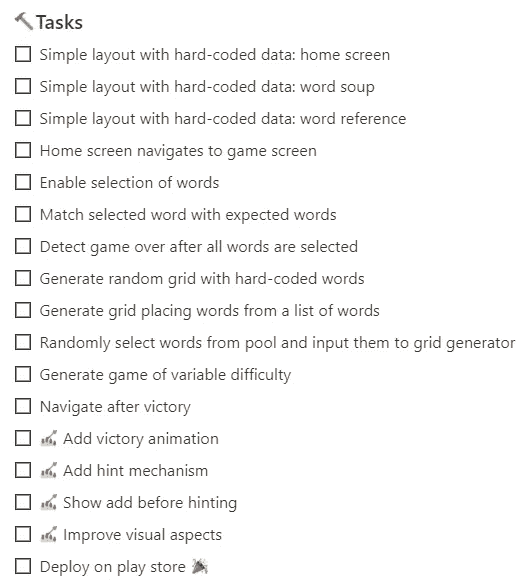 🔨Tasks
Simple layout with hard-coded data: home screen
Simple layout with hard-coded data: word soup
Simple layout with hard-coded data: word reference
Home screen navigates to game screen
Enable selection of words
Match selected word with expected words
Detect game over after all words are selected
Generate random grid with hard-coded words
Generate grid placing words from a list of words
Randomly select words from pool and input them to grid generator
Generate game of variable difficulty
Navigate after victory
Add victory animation
Add hint mechanism
Show add before hinting
Improve visual aspects
Deploy on play store 🎉